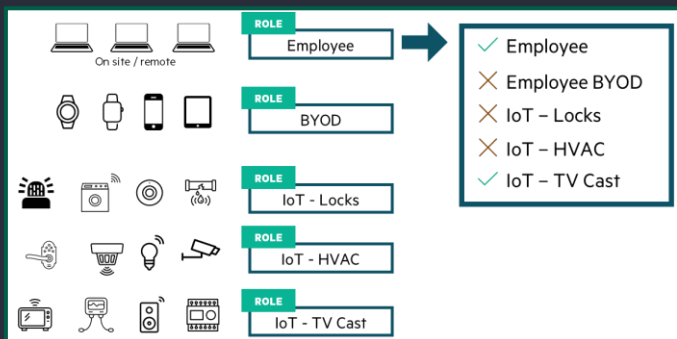 ROLE
Employee
On site / remote
ROLE
BYOD
ROLE
IoT - Locks
ROLE
IoT - HVAC
ROLE
IoT - TV Cast
Employee
Employee BYOD
IoT – Locks
IoT – HVAC
IoT – TV Cast